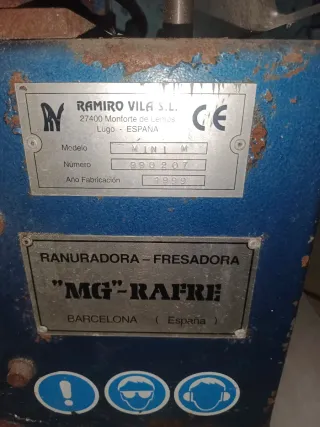 RAMIRO VILA S.L.
27400 Monforte de Lemos
Lugo - ESPAÑA
CE
Modelo MINI M
Número 990207
Año Fabricación 9999
RANURADORA-FRESADORA
"MG"-RAFRE
BARCELONA ( España )